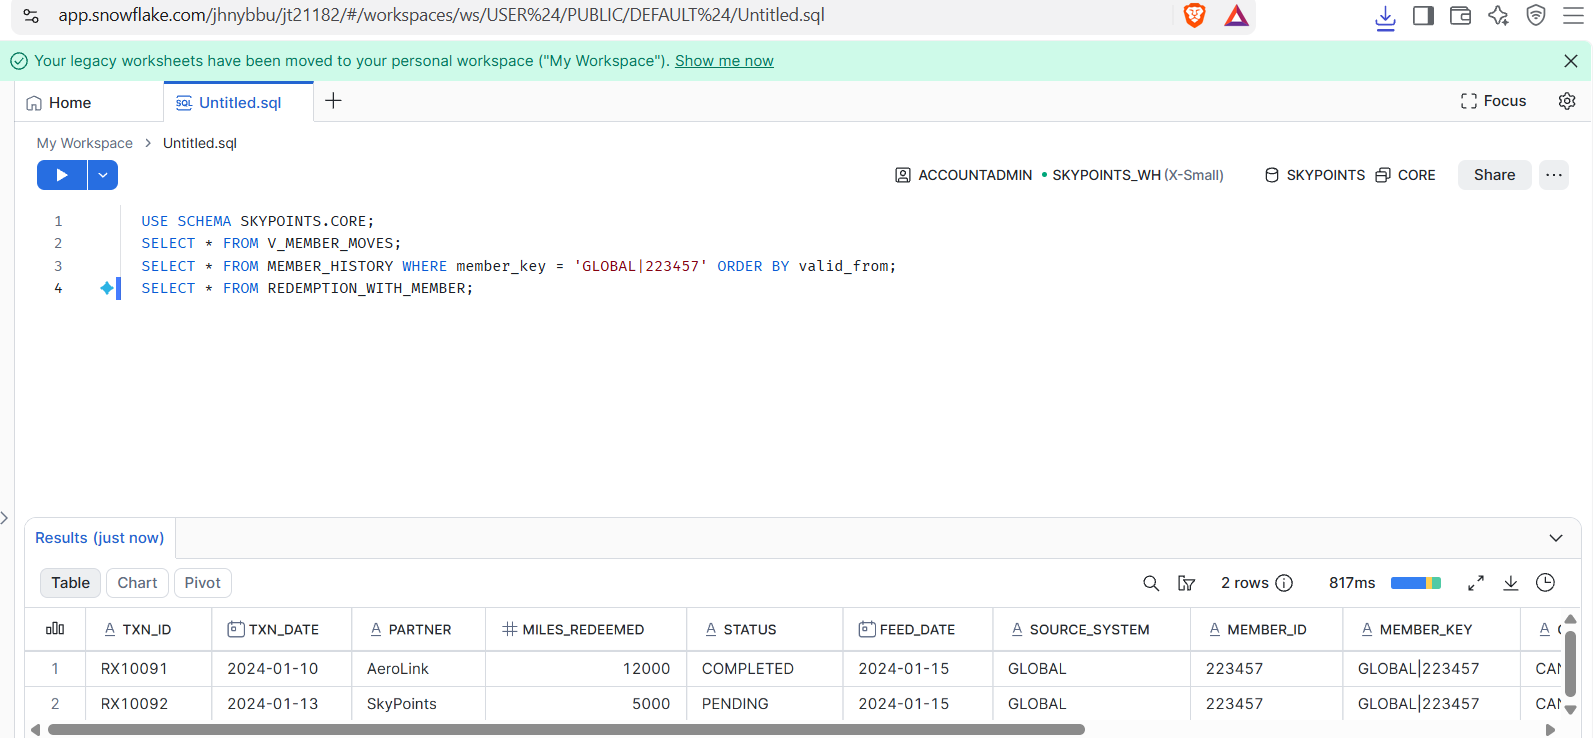 app.snowflake.com/jhnybbu/jt21182/#/workspaces/ws/USER%24/PUBLIC/DEFAULT%24/Untitled.sql
Your legacy worksheets have been moved to your personal workspace ("My Workspace"). Show me now
Home SQL Untitled.sql Focus
My Workspace > Untitled.sql
ACCOUNTADMIN • SKYPOINTS_WH (X-Small) SKYPOINTS CORE Share ...
1 USE SCHEMA SKYPOINTS.CORE;
2 SELECT * FROM V_MEMBER_MOVES;
3 SELECT * FROM MEMBER_HISTORY WHERE member_key = 'GLOBAL|223457' ORDER BY valid_from;
4 SELECT * FROM REDEMPTION_WITH_MEMBER;
Results (just now)
Table Chart Pivot 2 rows 817ms
A TXN_ID TXN_DATE A PARTNER # MILES_REDEEMED A STATUS FEED_DATE A SOURCE_SYSTEM A MEMBER_ID A MEMBER_KEY A
1 RX10091 2024-01-10 AeroLink 12000 COMPLETED 2024-01-15 GLOBAL 223457 GLOBAL|223457 CAN
2 RX10092 2024-01-13 SkyPoints 5000 PENDING 2024-01-15 GLOBAL 223457 GLOBAL|223457 CAN